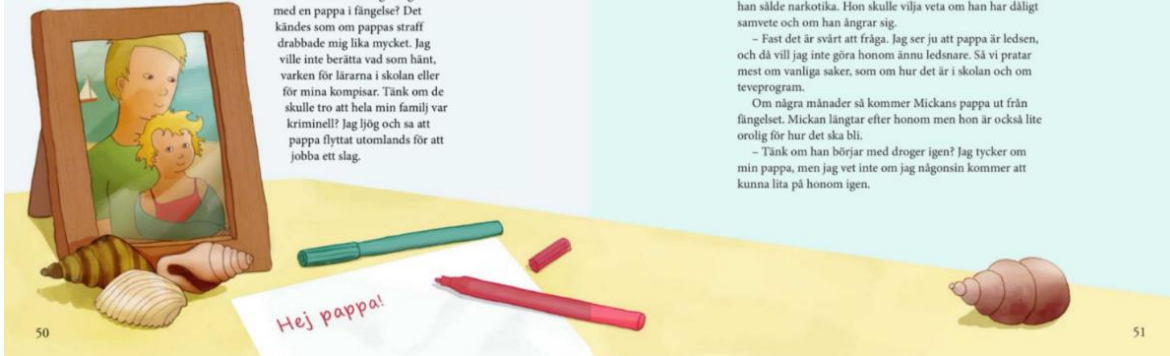 med en pappa i fängelse? Det
kändes som om pappas straff
drabbade mig lika mycket. Jag
ville inte berätta vad som hänt,
varken för lärarna i skolan eller
för mina kompisar. Tänk om de
skulle tro att hela min familj var
kriminell? Jag ljög och sa att
pappa flyttat utomlands för att
jobba ett slag.
Hej pappa!
50
han sålde narkotika. Hon skulle vilja veta om han har dåligt
samvete och om han ångrar sig.
– Fast det är svårt att fråga. Jag ser ju att pappa är ledsen,
och då vill jag inte göra honom ännu ledsnare. Så vi pratar
mest om vanliga saker, som om hur det är i skolan och om
teveprogram.
Om några månader så kommer Mickans pappa ut från
fängelset. Mickan längtar efter honom men hon är också lite
orolig för hur det ska bli.
– Tänk om han börjar med droger igen? Jag tycker om
min pappa, men jag vet inte om jag någonsin kommer att
kunna lita på honom igen.
51